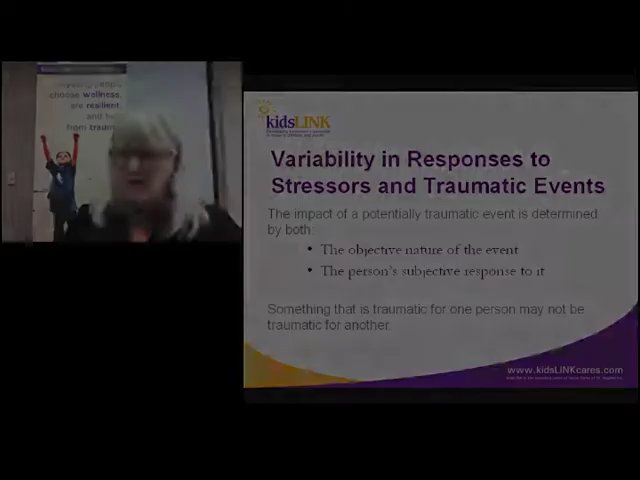 choose wellness,
are resilient
from
kidsLINK
Variability in Responses to
Stressors and Traumatic Events
The impact of a potentially traumatic event is determined
by both:
• The objective nature of the event
• The person's subjective response to it
Something that is traumatic for one person may not be
traumatic for another.
www.kidsLINKcares.com